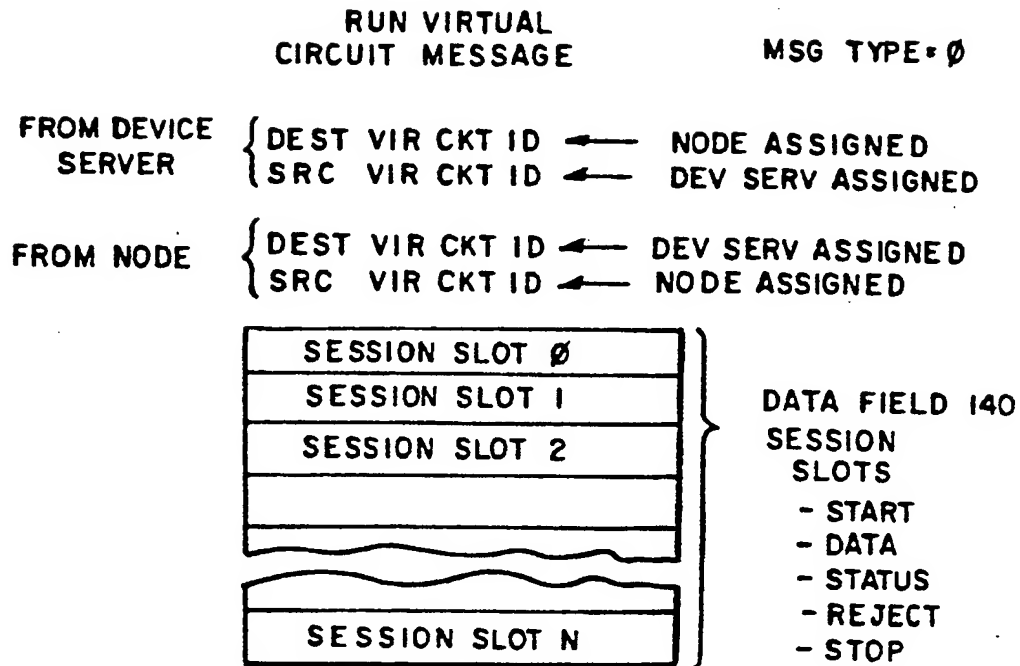 RUN VIRTUAL
CIRCUIT MESSAGE
MSG TYPE=Ø
FROM DEVICE
SERVER
DEST VIR CKT ID ← NODE ASSIGNED
SRC VIR CKT ID ← DEV SERV ASSIGNED
FROM NODE
DEST VIR CKT ID ← DEV SERV ASSIGNED
SRC VIR CKT ID ← NODE ASSIGNED
SESSION SLOT Ø
SESSION SLOT 1
SESSION SLOT 2
SESSION SLOT N
DATA FIELD 140
SESSION
SLOTS
- START
- DATA
- STATUS
- REJECT
- STOP